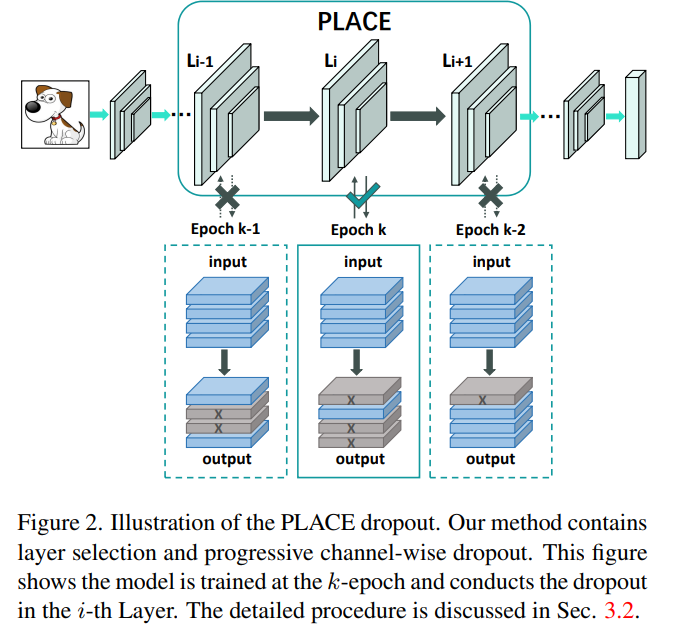 PLACE
Li-1 Li Li+1
... ...
Epoch k-1 Epoch k Epoch k-2
input input input
X X
X X
X
output output output
Figure 2. Illustration of the PLACE dropout. Our method contains
layer selection and progressive channel-wise dropout. This figure
shows the model is trained at the k-epoch and conducts the dropout
in the i-th Layer. The detailed procedure is discussed in Sec. 3.2.